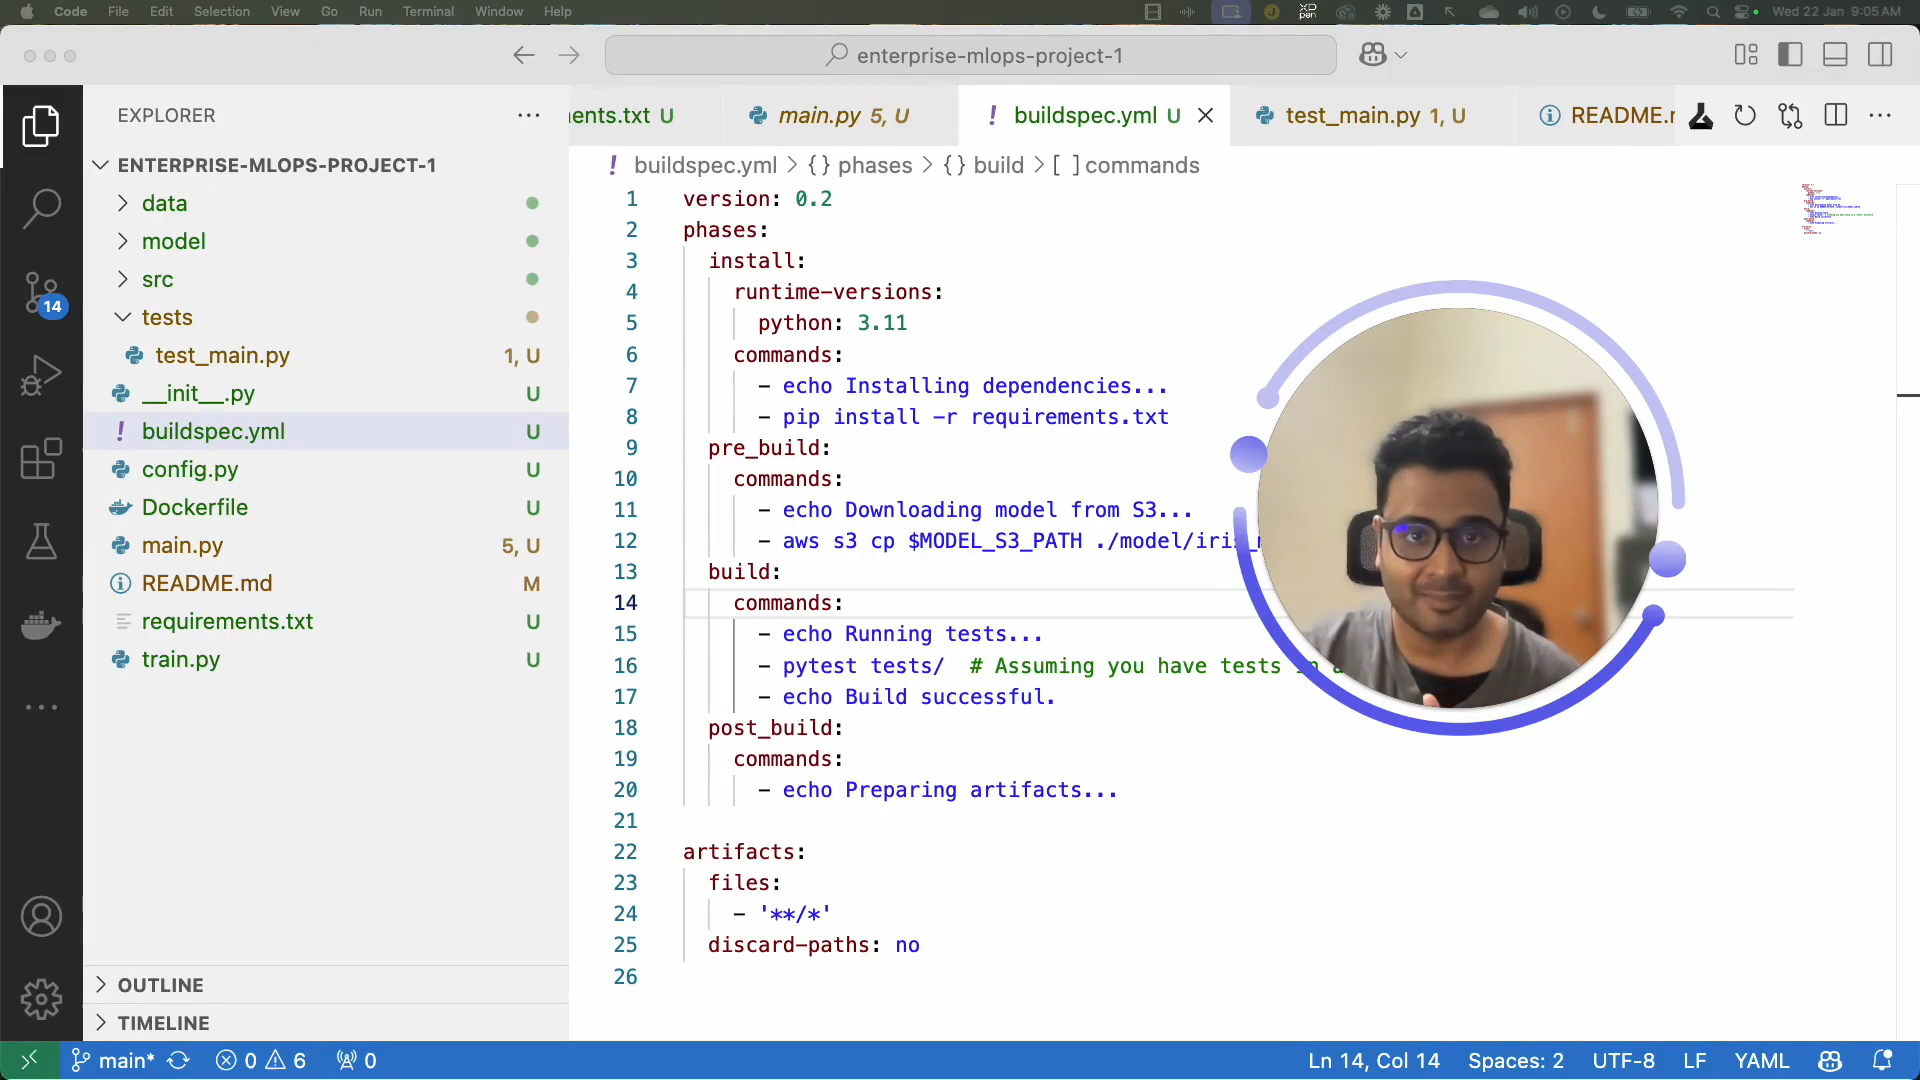 Code File Edit Selection View Go Run Terminal Window Help Wed 22 Jan 9:05 AM
enterprise-mlops-project-1
EXPLORER
ents.txt U main.py 5, U buildspec.yml U test_main.py 1, U README.
ENTERPRISE-MLOPS-PROJECT-1
data
model
src
tests
test_main.py 1, U
__init__.py U
buildspec.yml U
config.py U
Dockerfile U
main.py 5, U
README.md M
requirements.txt U
train.py U
14
OUTLINE
TIMELINE
buildspec.yml > {} phases > {} build > [ ] commands
1 version: 0.2
2 phases:
3 install:
4 runtime-versions:
5 python: 3.11
6 commands:
7 - echo Installing dependencies...
8 - pip install -r requirements.txt
9 pre_build:
10 commands:
11 - echo Downloading model from S3...
12 - aws s3 cp $MODEL_S3_PATH ./model/iris_
13 build:
14 commands:
15 - echo Running tests...
16 - pytest tests/ # Assuming you have tests in a
17 - echo Build successful.
18 post_build:
19 commands:
20 - echo Preparing artifacts...
21
22 artifacts:
23 files:
24 - '**/*'
25 discard-paths: no
26
main* 0 6 0 Ln 14, Col 14 Spaces: 2 UTF-8 LF YAML